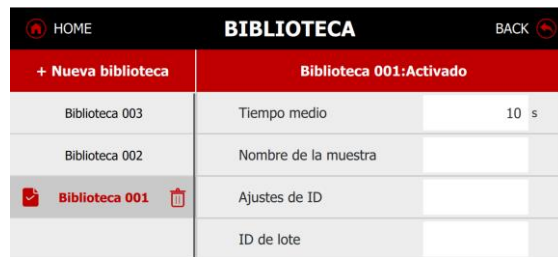 HOME BIBLIOTECA BACK
+ Nueva biblioteca Biblioteca 001:Activado
Biblioteca 003 Tiempo medio 10 s
Biblioteca 002 Nombre de la muestra
Biblioteca 001 Ajustes de ID
ID de lote